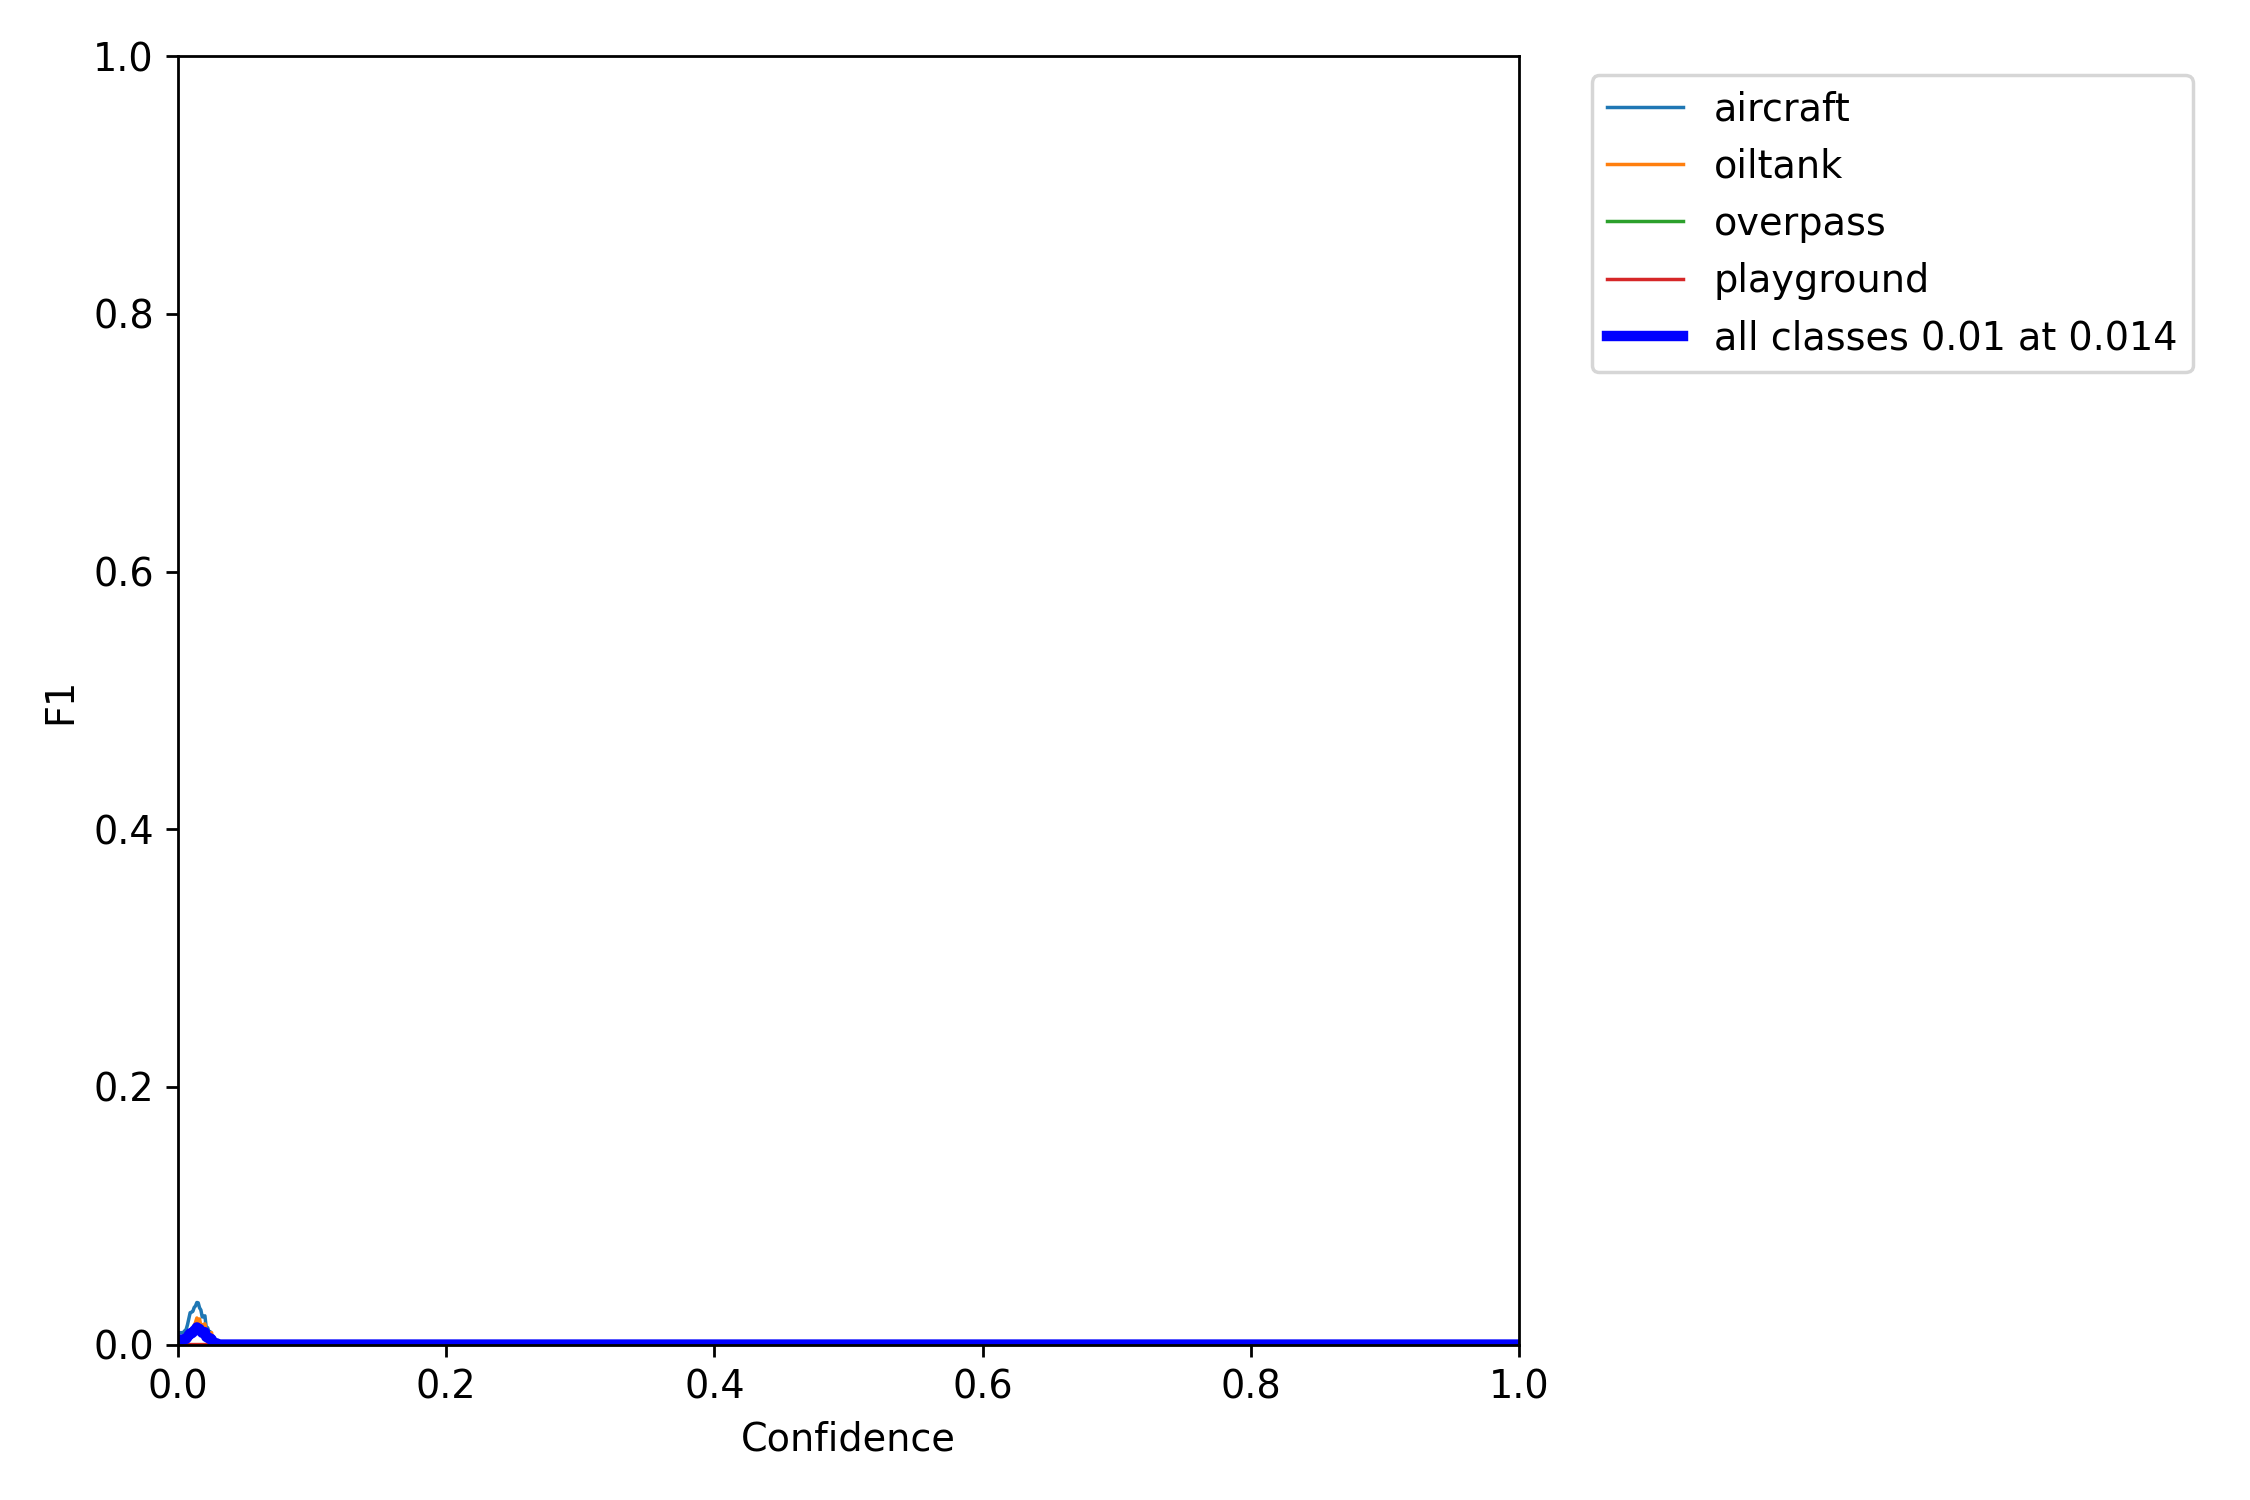 1.0
0.8
0.6
0.4
0.2
0.0
F1
0.0 0.2 0.4 0.6 0.8 1.0
Confidence
aircraft
oiltank
overpass
playground
all classes 0.01 at 0.014